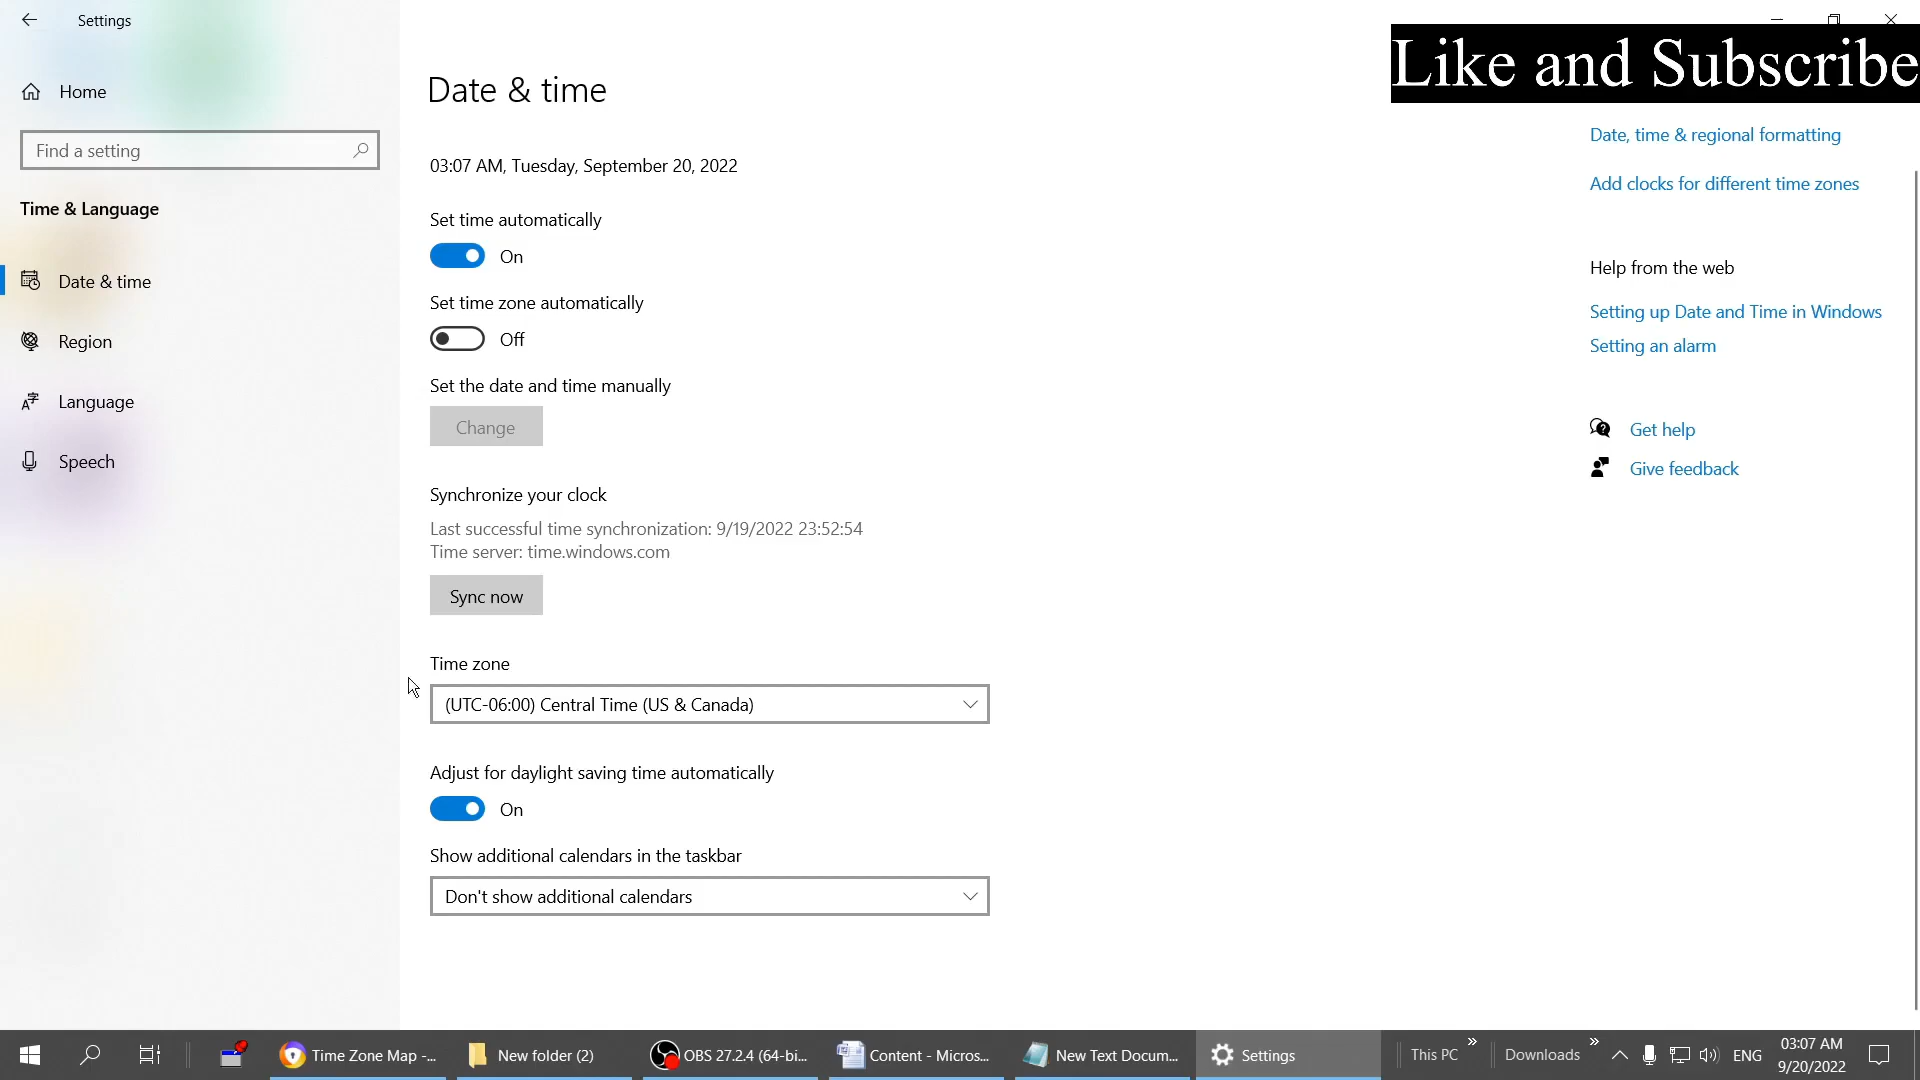 Settings
Like and Subscribe
Home
Find a setting
Time & Language
Date & time
Region
Language
Speech
Date & time
03:07 AM, Tuesday, September 20, 2022
Set time automatically
On
Set time zone automatically
Off
Set the date and time manually
Change
Synchronize your clock
Last successful time synchronization: 9/19/2022 23:52:54
Time server: time.windows.com
Sync now
Time zone
(UTC-06:00) Central Time (US & Canada)
Adjust for daylight saving time automatically
On
Show additional calendars in the taskbar
Don't show additional calendars
Date, time & regional formatting
Add clocks for different time zones
Help from the web
Setting up Date and Time in Windows
Setting an alarm
Get help
Give feedback
Time Zone Map -...
New folder (2)
OBS 27.2.4 (64-bi...
Content - Micros...
New Text Docum...
Settings
This PC
Downloads
ENG
03:07 AM
9/20/2022